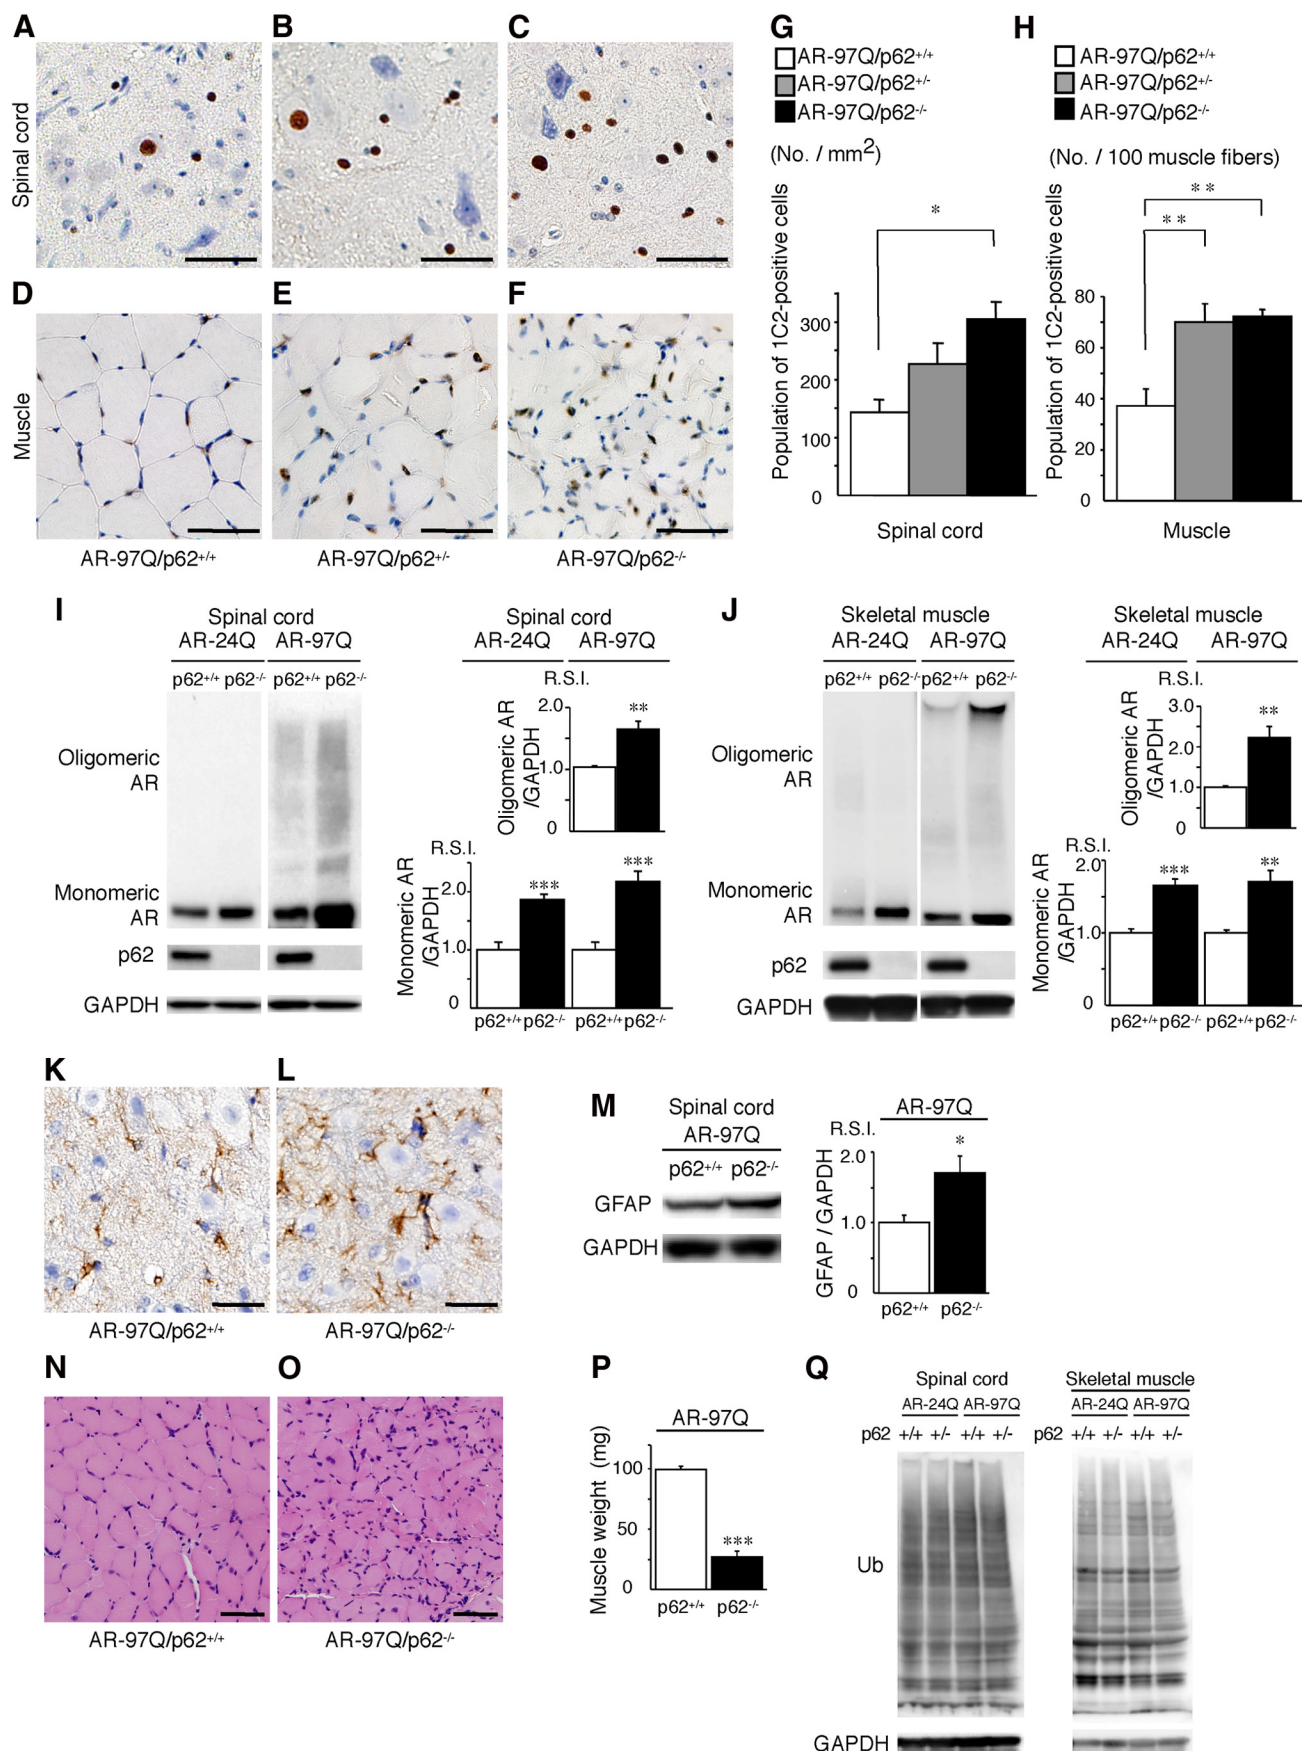 A
B
C
Spinal cord
D
E
F
Muscle
AR-97Q/p62+/+
AR-97Q/p62+/-
AR-97Q/p62-/-
G
AR-97Q/p62+/+
AR-97Q/p62+/-
AR-97Q/p62-/-
(No. / mm2)
Population of 1C2-positive cells
*
300
200
100
0
Spinal cord
H
AR-97Q/p62+/+
AR-97Q/p62+/-
AR-97Q/p62-/-
(No. / 100 muscle fibers)
Population of 1C2-positive cells
* *
* *
80
60
40
20
0
Muscle
I
Spinal cord
AR-24Q AR-97Q
p62+/+ p62-/- p62+/+ p62-/-
Oligomeric
AR
Monomeric
AR
p62
GAPDH
Spinal cord
AR-24Q AR-97Q
R.S.I.
Oligomeric AR
/GAPDH
2.0
1.0
0
**
R.S.I.
Monomeric AR
/GAPDH
2.0
1.0
0
***
***
p62+/+ p62-/- p62+/+ p62-/-
J
Skeletal muscle
AR-24Q AR-97Q
p62+/+ p62-/- p62+/+ p62-/-
Oligomeric
AR
Monomeric
AR
p62
GAPDH
Skeletal muscle
AR-24Q AR-97Q
R.S.I.
Oligomeric AR
/GAPDH
3.0
2.0
1.0
0
**
R.S.I.
Monomeric AR
/GAPDH
2.0
1.0
0
***
**
p62+/+ p62-/- p62+/+ p62-/-
K
L
AR-97Q/p62+/+
AR-97Q/p62-/-
M
Spinal cord
AR-97Q
p62+/+ p62-/-
GFAP
GAPDH
AR-97Q
R.S.I.
GFAP / GAPDH
2.0
1.0
0
*
p62+/+ p62-/-
N
O
AR-97Q/p62+/+
AR-97Q/p62-/-
P
AR-97Q
Muscle weight (mg)
100
50
0
***
p62+/+ p62-/-
Q
Spinal cord
AR-24Q AR-97Q
p62 +/+ +/- +/+ +/-
Skeletal muscle
AR-24Q AR-97Q
p62 +/+ +/- +/+ +/-
Ub
GAPDH